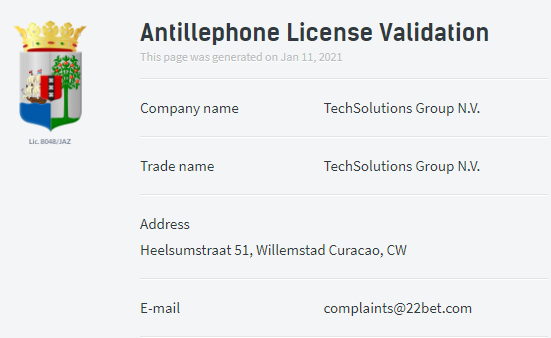 Antillephone License Validation
This page was generated on Jan 11, 2021
Lic. 8048/JAZ
Company name TechSolutions Group N.V.
Trade name TechSolutions Group N.V.
Address
Heelsumstraat 51, Willemstad Curacao, CW
E-mail complaints@22bet.com